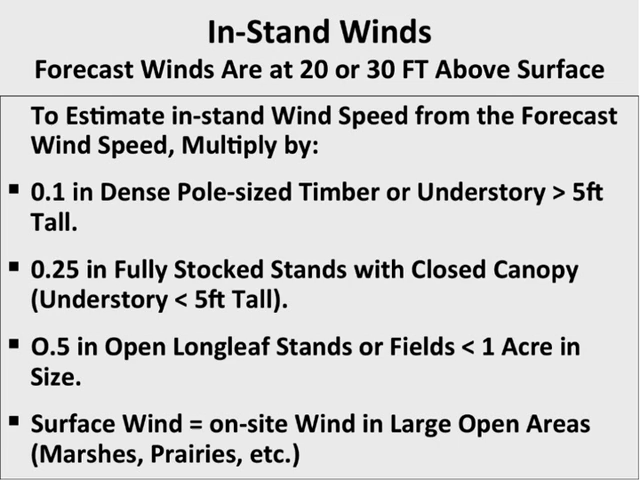 In-Stand Winds
Forecast Winds Are at 20 or 30 FT Above Surface
To Estimate in-stand Wind Speed from the Forecast
Wind Speed, Multiply by:
▪ 0.1 in Dense Pole-sized Timber or Understory > 5ft
Tall.
▪ 0.25 in Fully Stocked Stands with Closed Canopy
(Understory < 5ft Tall).
▪ O.5 in Open Longleaf Stands or Fields < 1 Acre in
Size.
▪ Surface Wind = on-site Wind in Large Open Areas
(Marshes, Prairies, etc.)